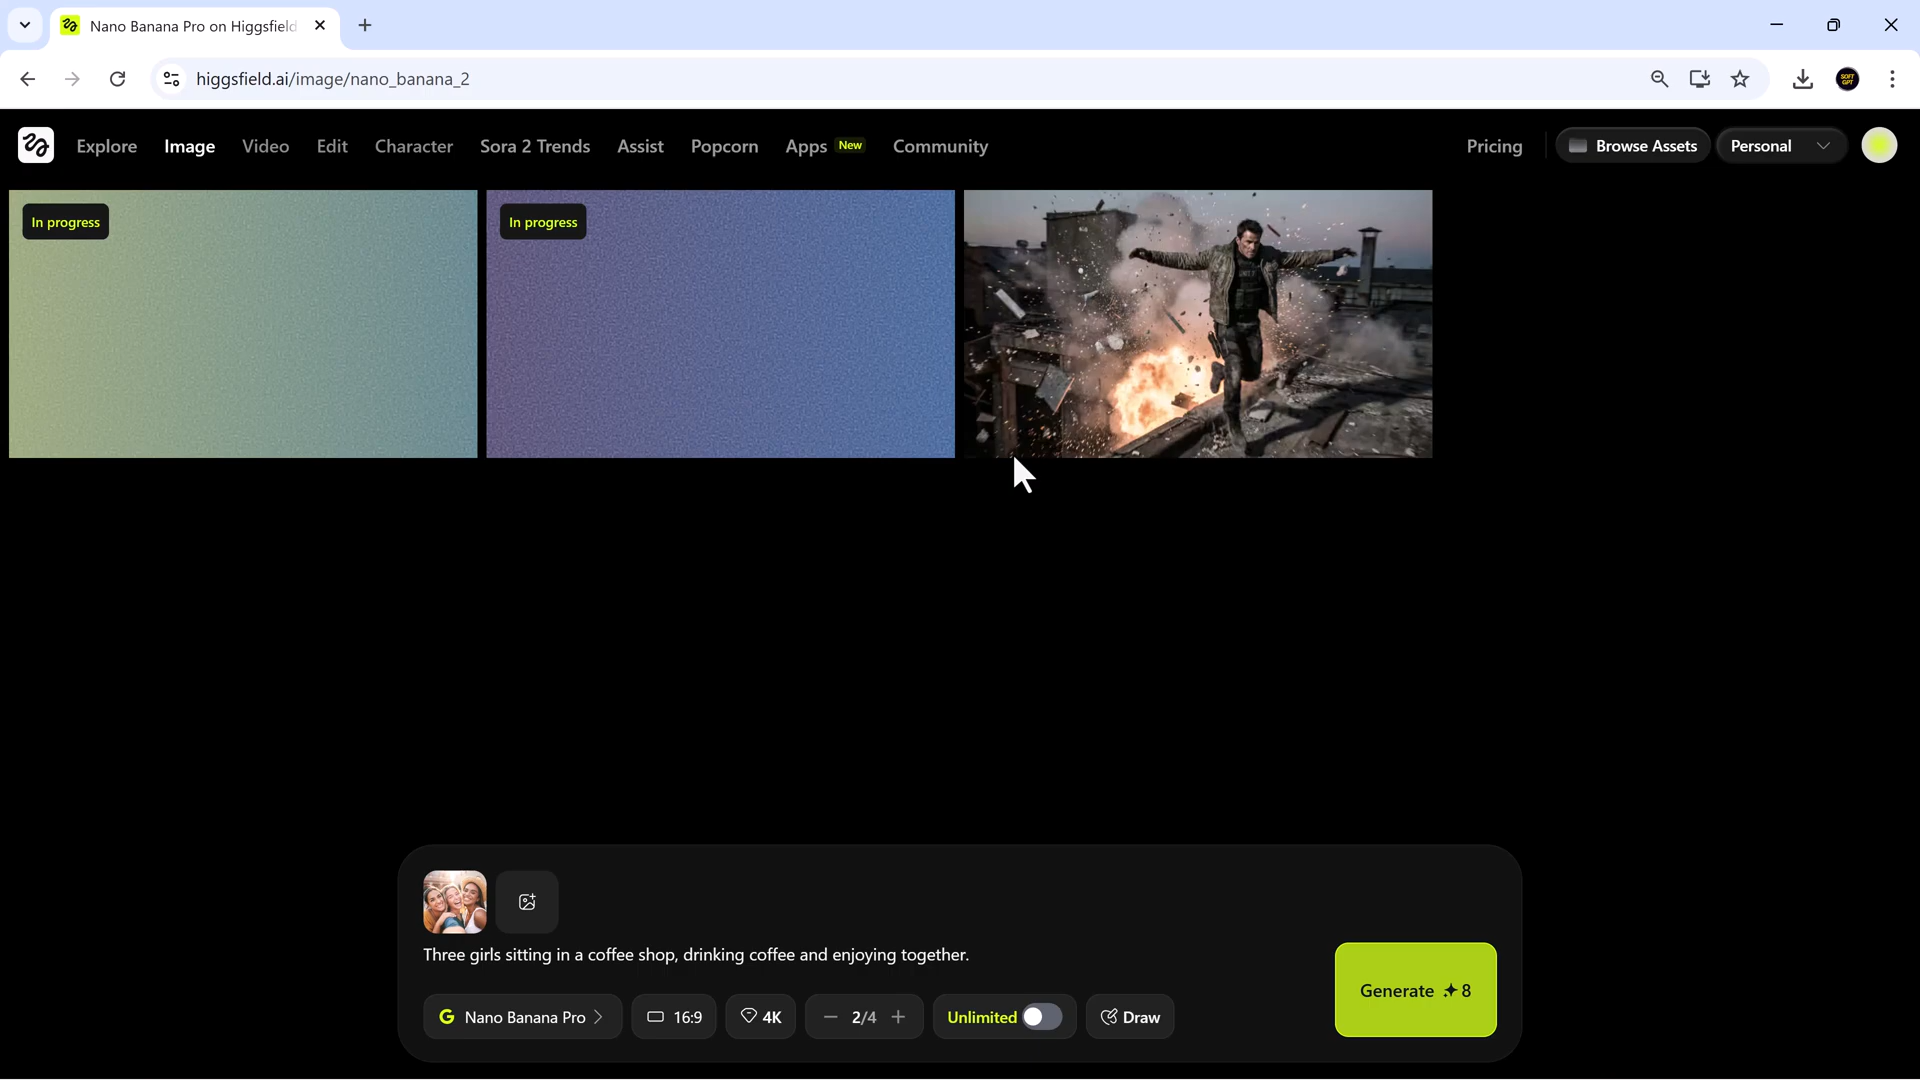 Nano Banana Pro on Higgsfield
higgsfield.ai/image/nano_banana_2
SOFT
GPT
Explore
Image
Video
Edit
Character
Sora 2 Trends
Assist
Popcorn
Apps New
Community
Pricing
Browse Assets
Personal
In progress
In progress
Three girls sitting in a coffee shop, drinking coffee and enjoying together.
G Nano Banana Pro
16:9
4K
2/4
Unlimited
Draw
Generate 8